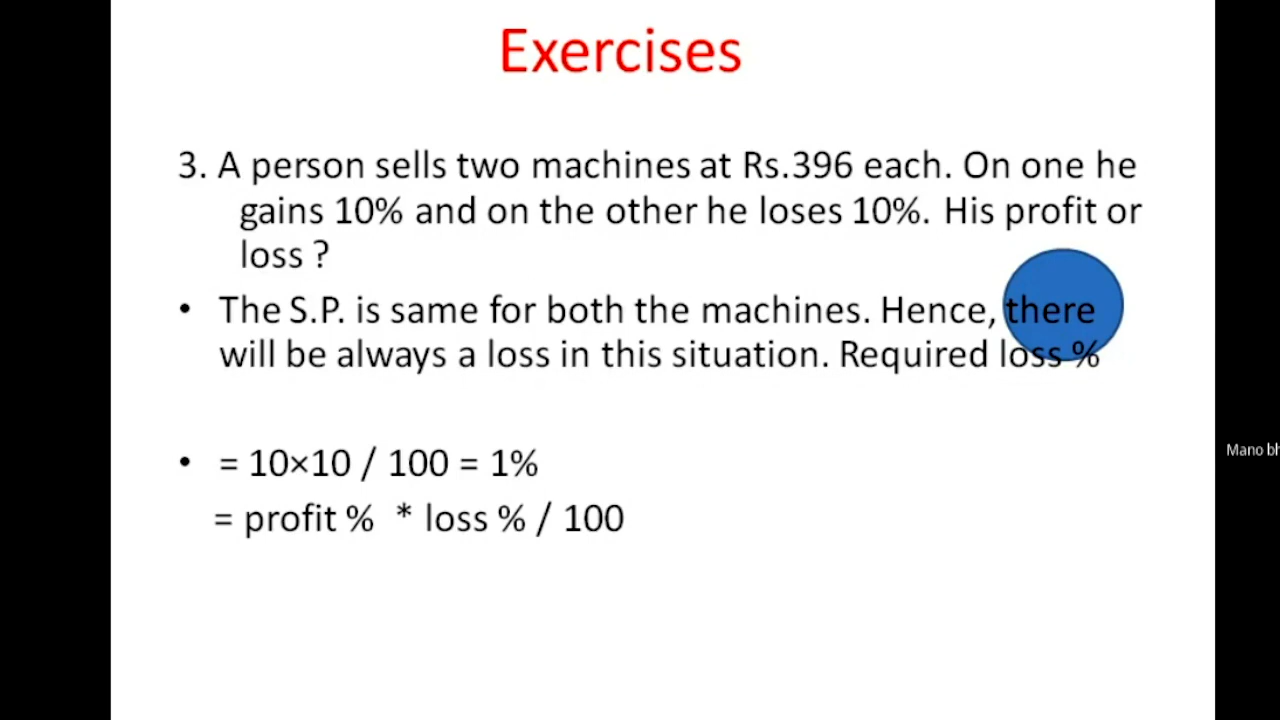 Exercises
3. A person sells two machines at Rs.396 each. On one he
gains 10% and on the other he loses 10%. His profit or
loss ?
• The S.P. is same for both the machines. Hence, there
will be always a loss in this situation. Required loss %
• = 10×10 / 100 = 1%
= profit % * loss % / 100
Mano bh